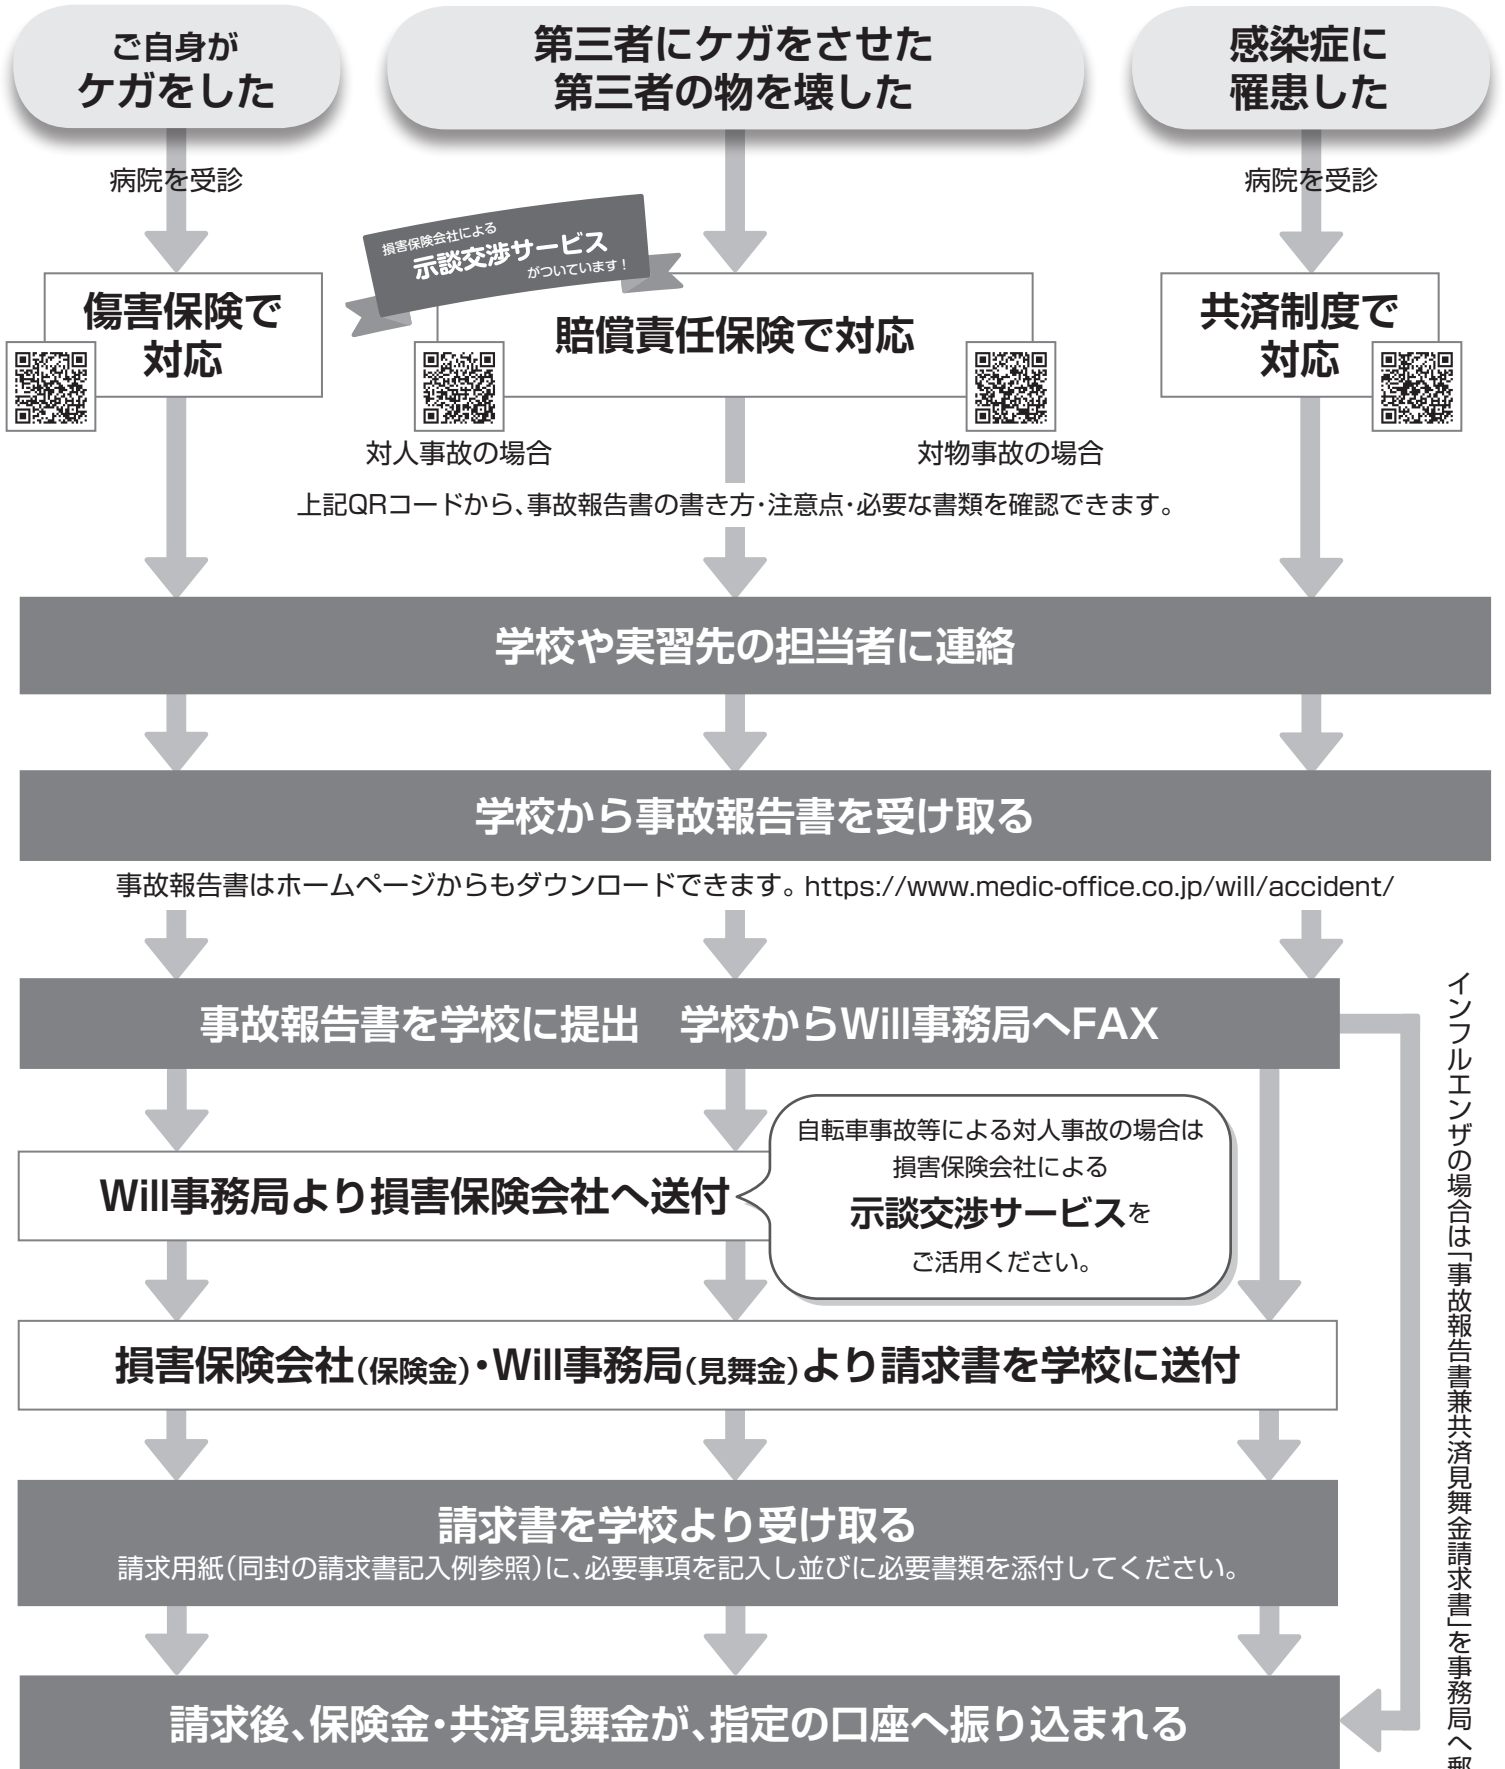 ご自身が
ケガをした
第三者にケガをさせた
第三者の物を壊した
感染症に
罹患した
病院を受診
病院を受診
損害保険会社による
示談交渉サービス
がついています！
傷害保険で
対応
賠償責任保険で対応
共済制度で
対応
対人事故の場合
対物事故の場合
上記QRコードから、事故報告書の書き方・注意点・必要な書類を確認できます。
学校や実習先の担当者に連絡
学校から事故報告書を受け取る
事故報告書はホームページからもダウンロードできます。https://www.medic-office.co.jp/will/accident/
事故報告書を学校に提出　学校からWill事務局へFAX
Will事務局より損害保険会社へ送付
自転車事故等による対人事故の場合は
損害保険会社による
示談交渉サービスを
ご活用ください。
損害保険会社(保険金)・Will事務局(見舞金)より請求書を学校に送付
請求書を学校より受け取る
請求用紙(同封の請求書記入例参照)に、必要事項を記入し並びに必要書類を添付してください。
請求後、保険金・共済見舞金が、指定の口座へ振り込まれる
インフルエンザの場合は「事故報告書兼共済見舞金請求書」を事務局へ